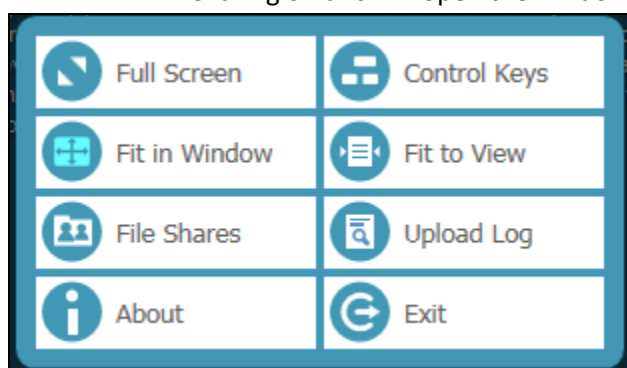 Full Screen Control Keys
Fit in Window Fit to View
File Shares Upload Log
About Exit